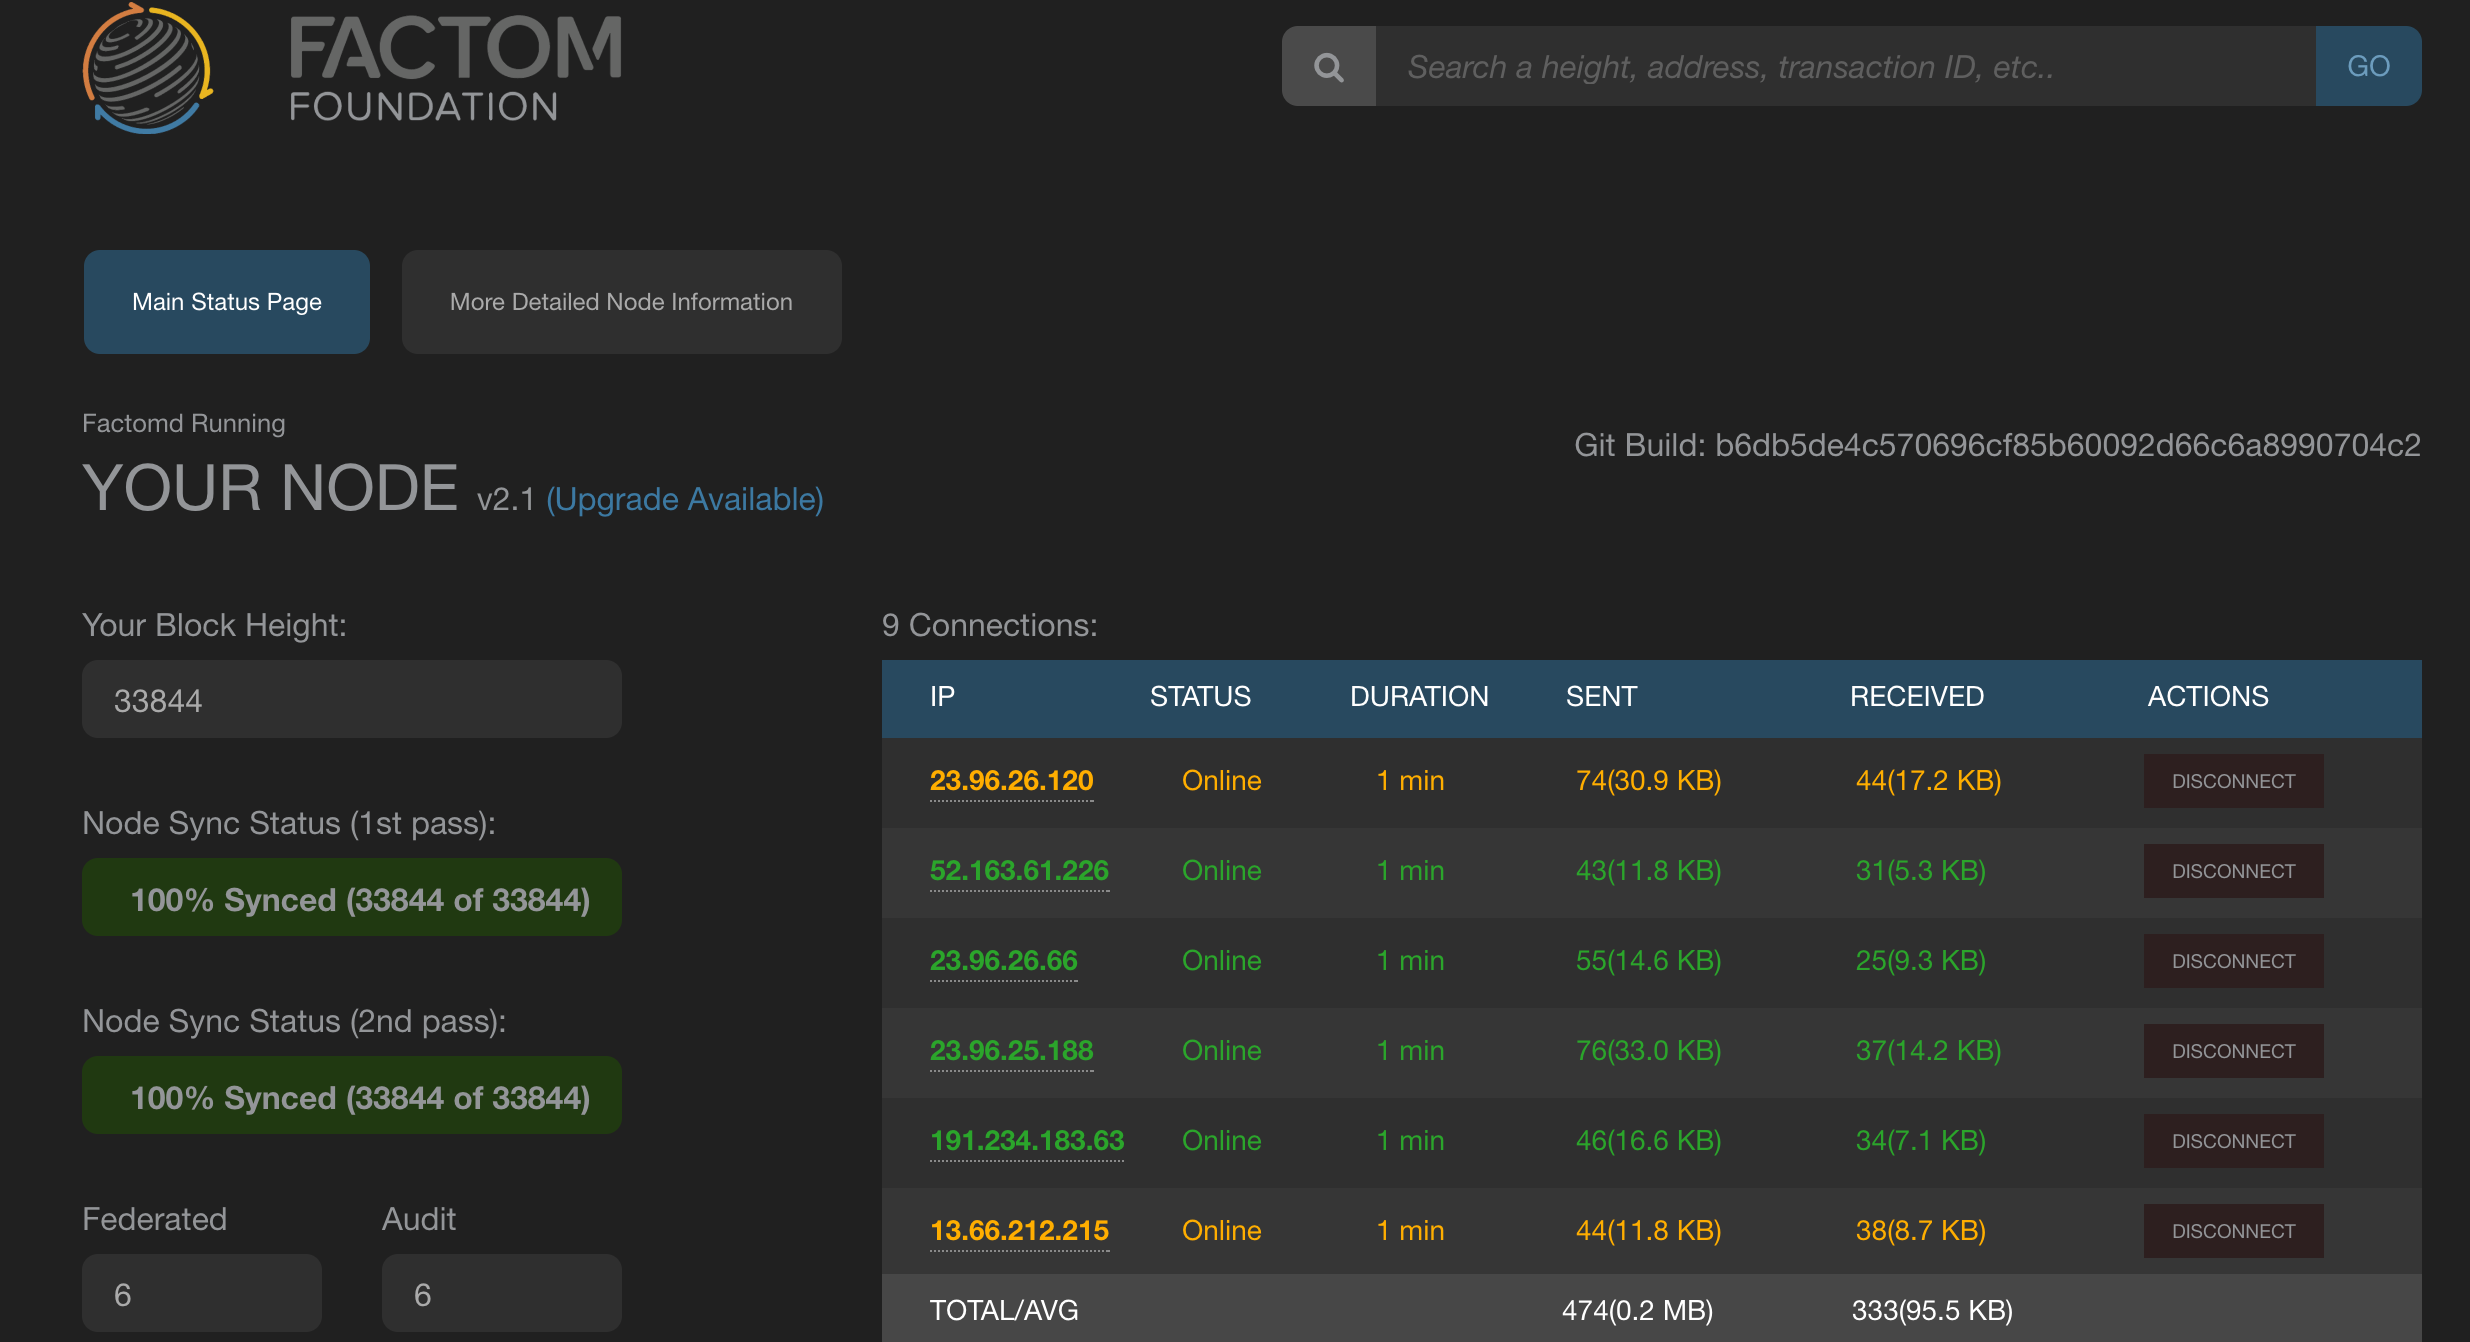 FACTOM
FOUNDATION
Search a height, address, transaction ID, etc..
GO
Main Status Page
More Detailed Node Information
Factomd Running
YOUR NODE v2.1 (Upgrade Available)
Git Build: b6db5de4c570696cf85b60092d66c6a8990704c2
Your Block Height:
33844
Node Sync Status (1st pass):
100% Synced (33844 of 33844)
Node Sync Status (2nd pass):
100% Synced (33844 of 33844)
Federated Audit
6 6
9 Connections:
IP STATUS DURATION SENT RECEIVED ACTIONS
23.96.26.120 Online 1 min 74(30.9 KB) 44(17.2 KB) DISCONNECT
52.163.61.226 Online 1 min 43(11.8 KB) 31(5.3 KB) DISCONNECT
23.96.26.66 Online 1 min 55(14.6 KB) 25(9.3 KB) DISCONNECT
23.96.25.188 Online 1 min 76(33.0 KB) 37(14.2 KB) DISCONNECT
191.234.183.63 Online 1 min 46(16.6 KB) 34(7.1 KB) DISCONNECT
13.66.212.215 Online 1 min 44(11.8 KB) 38(8.7 KB) DISCONNECT
TOTAL/AVG 474(0.2 MB) 333(95.5 KB)